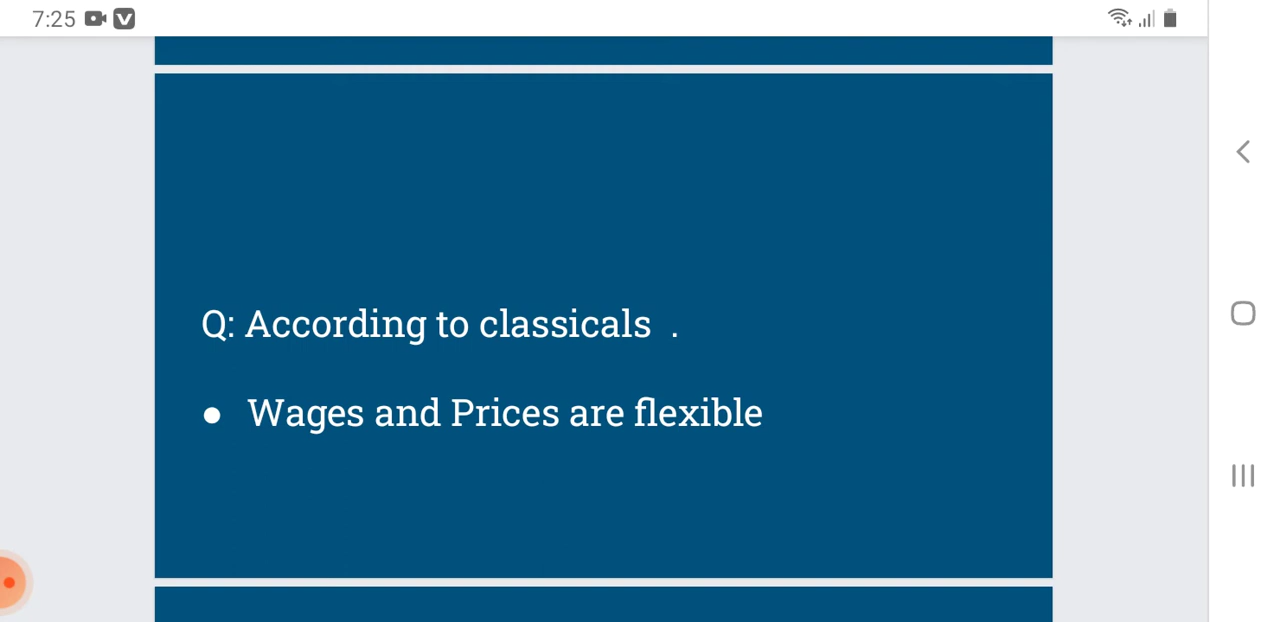 7:25
Q: According to classicals .
● Wages and Prices are flexible